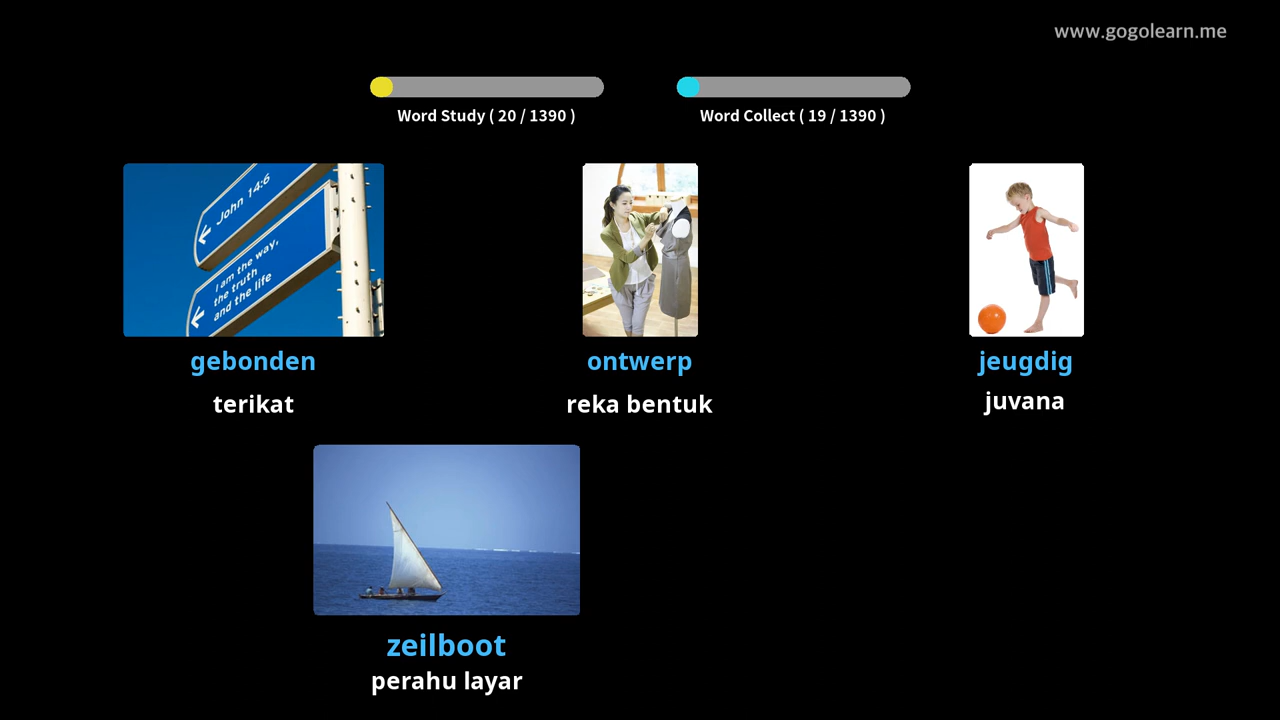 www.gogolearn.me
Word Study ( 20 / 1390 )
Word Collect ( 19 / 1390 )
John 14:6
I am the way,
the truth
and the life
gebonden
ontwerp
jeugdig
terikat
reka bentuk
juvana
zeilboot
perahu layar